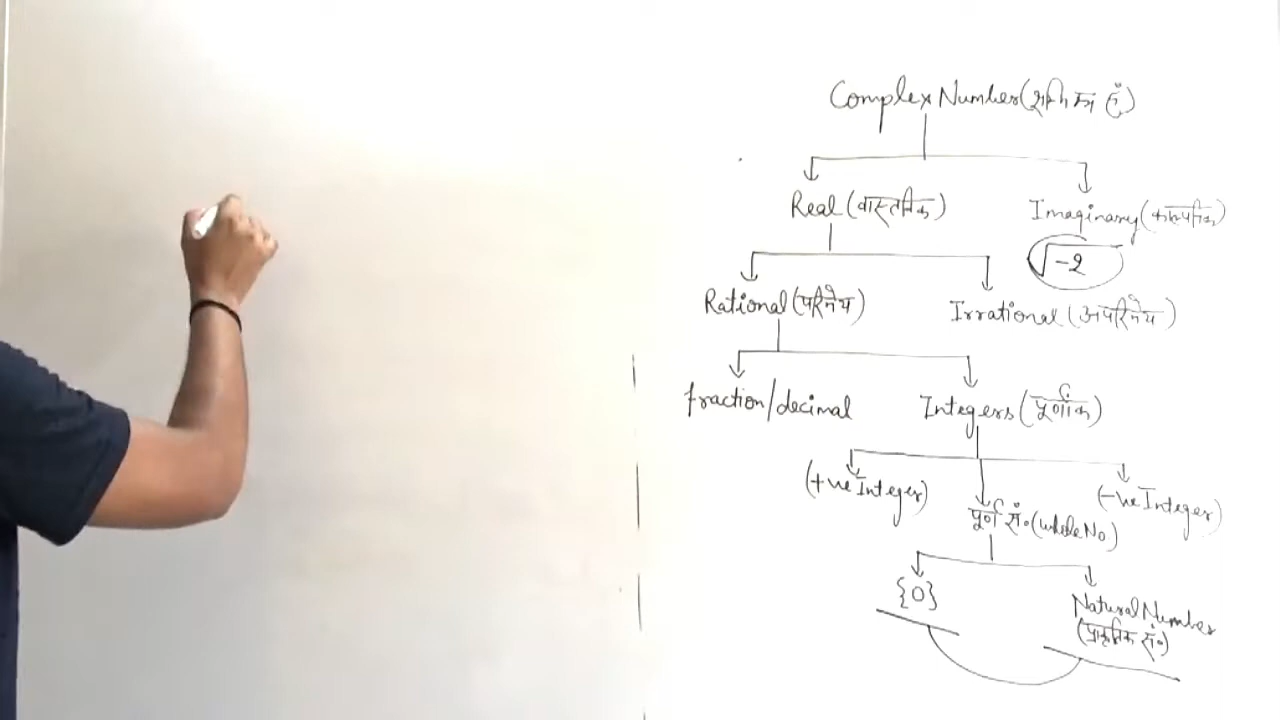 Complex Number(समिश्र सं)
Real (वास्तविक)
Imaginary(काल्पनिक)
√-2
Rational (परिमेय)
Irrational (अपरिमेय)
fraction/decimal
Integers (पूर्णांक)
(+ve Integer)
(-ve Integer)
पूर्ण सं०(whole No.)
{0}
Natural Number
(प्राकृतिक सं०)